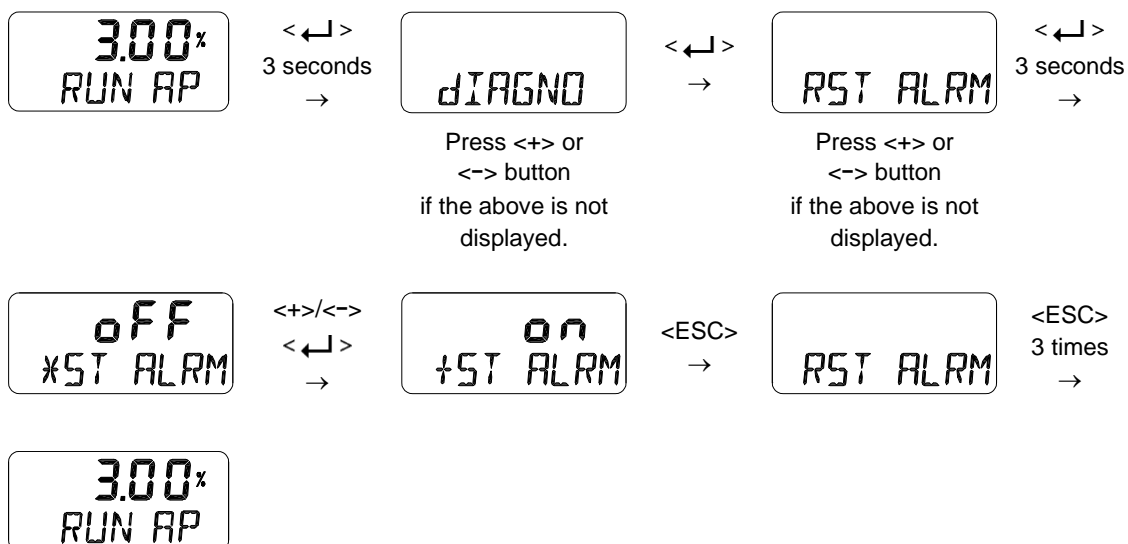 3.00%
RUN AP
< ↵ >
3 seconds
→
dIAGNO
Press <+> or
<−> button
if the above is not
displayed.
< ↵ >
→
RST ALRM
Press <+> or
<−> button
if the above is not
displayed.
< ↵ >
3 seconds
→
oFF
*ST ALRM
<+>/<−>
< ↵ >
→
on
+ST ALRM
<ESC>
→
RST ALRM
<ESC>
3 times
→
3.00%
RUN AP